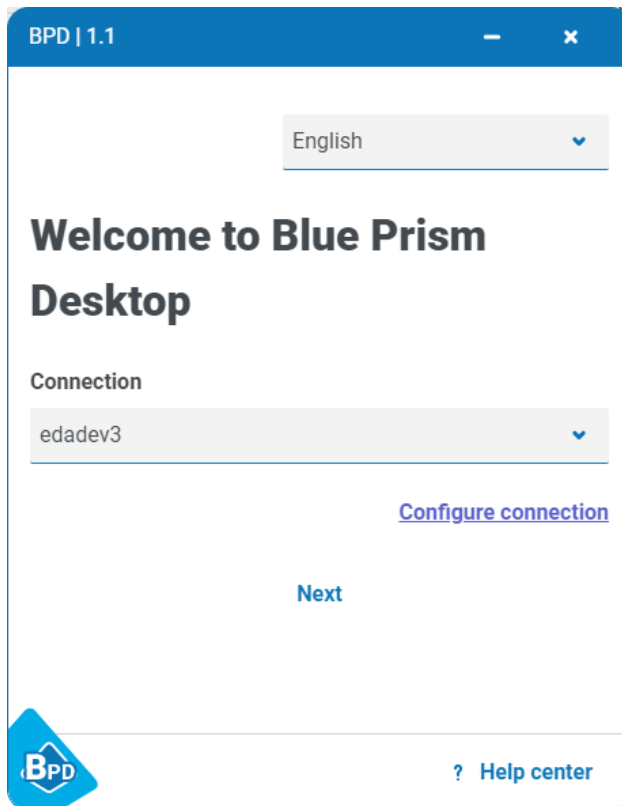 BPD | 1.1
English
Welcome to Blue Prism
Desktop
Connection
edadev3
Configure connection
Next
BPD
? Help center